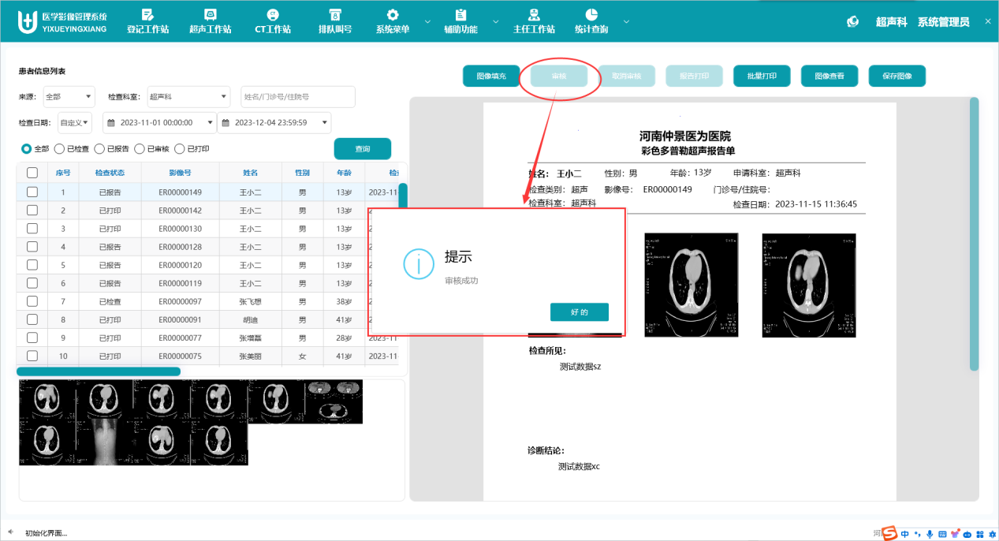 医学影像管理系统
YIXUEYINGXIANG
登记工作站 超声工作站 CT工作站 排队叫号 系统菜单 辅助功能 主任工作站 统计查询
超声科 系统管理员 ×
患者信息列表
图像填充 审核 取消审核 报告打印 批量打印 图像查看 保存图像
来源: 全部 检查科室: 超声科 姓名/门诊号/住院号
检查日期: 自定义 2023-11-01 00:00:00 2023-12-04 23:59:59
全部 已检查 已报告 已审核 已打印 查询
序号 检查状态 影像号 姓名 性别 年龄
1 已报告 ER00000149 王小二 男 13岁 2023-11
2 已打印 ER00000142 王小二 男 13岁
3 已打印 ER00000130 王小二 男 13岁
4 已报告 ER00000128 王小二 男 13岁
5 已报告 ER00000120 王小二 男 13岁
6 已报告 ER00000119 王小二 男 13岁
7 已检查 ER00000097 张飞想 男 38岁
8 已打印 ER00000091 胡迪 男 41岁
9 已打印 ER00000077 张增磊 男 28岁 2023-11
10 已打印 ER00000075 张美丽 女 41岁 2023-11
河南仲景医为医院
彩色多普勒超声报告单
姓名: 王小二 性别: 男 年龄: 13岁 申请科室: 超声科
检查类别: 超声 影像号: ER00000149 门诊号/住院号:
检查科室: 超声科 检查日期: 2023-11-15 11:36:45
提示
审核成功
好的
检查所见:
测试数据sz
诊断结论:
测试数据xc
初始化界面...
河
中